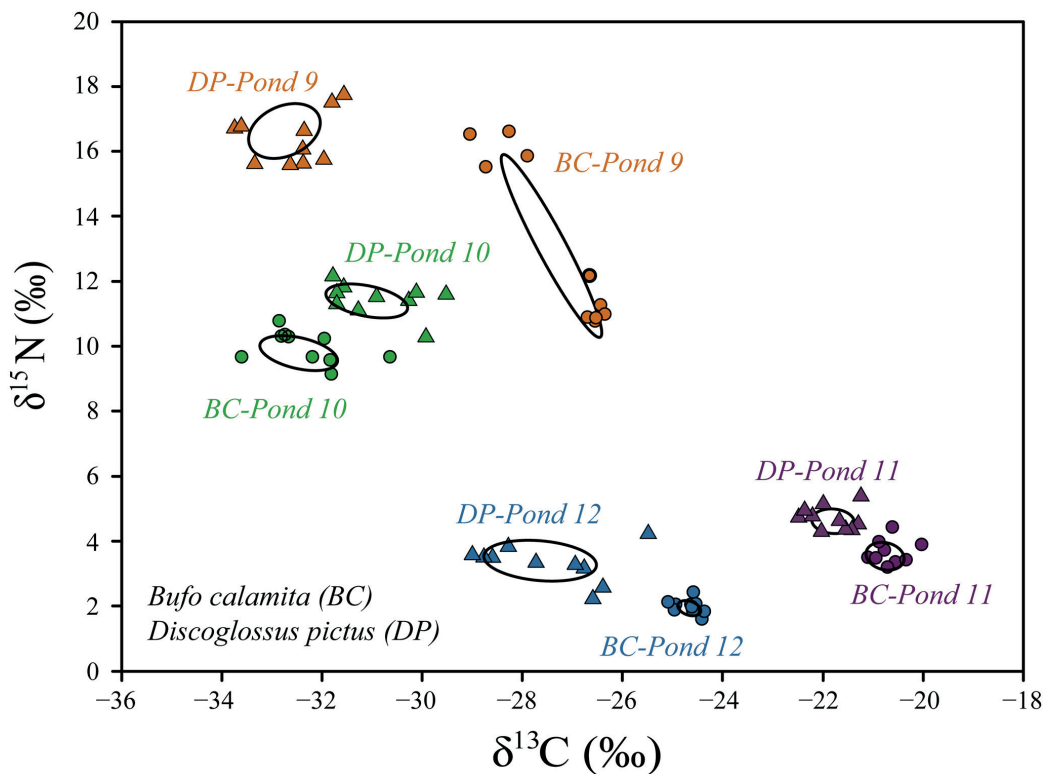 20
18
16
14
12
10
8
6
4
2
0
δ¹⁵N (‰)
DP-Pond 9
BC-Pond 9
DP-Pond 10
BC-Pond 10
DP-Pond 11
DP-Pond 12
BC-Pond 11
BC-Pond 12
Bufo calamita (BC)
Discoglossus pictus (DP)
−36 −34 −32 −30 −28 −26 −24 −22 −20 −18
δ¹³C (‰)